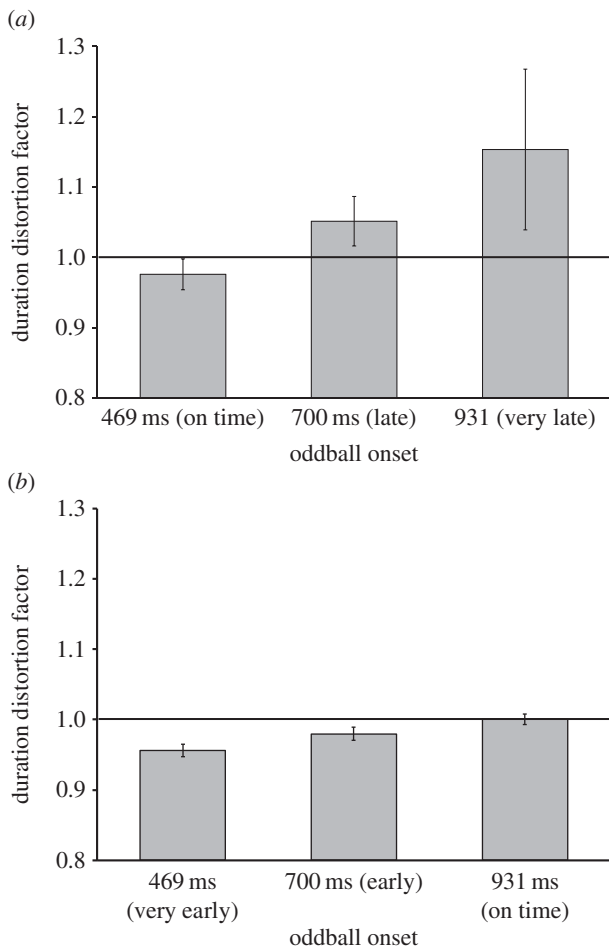 (a)
1.3
1.2
1.1
1.0
0.9
0.8
duration distortion factor
469 ms (on time) 700 ms (late) 931 (very late)
oddball onset
(b)
1.3
1.2
1.1
1.0
0.9
0.8
duration distortion factor
469 ms 700 ms (early) 931 ms
(very early) (on time)
oddball onset